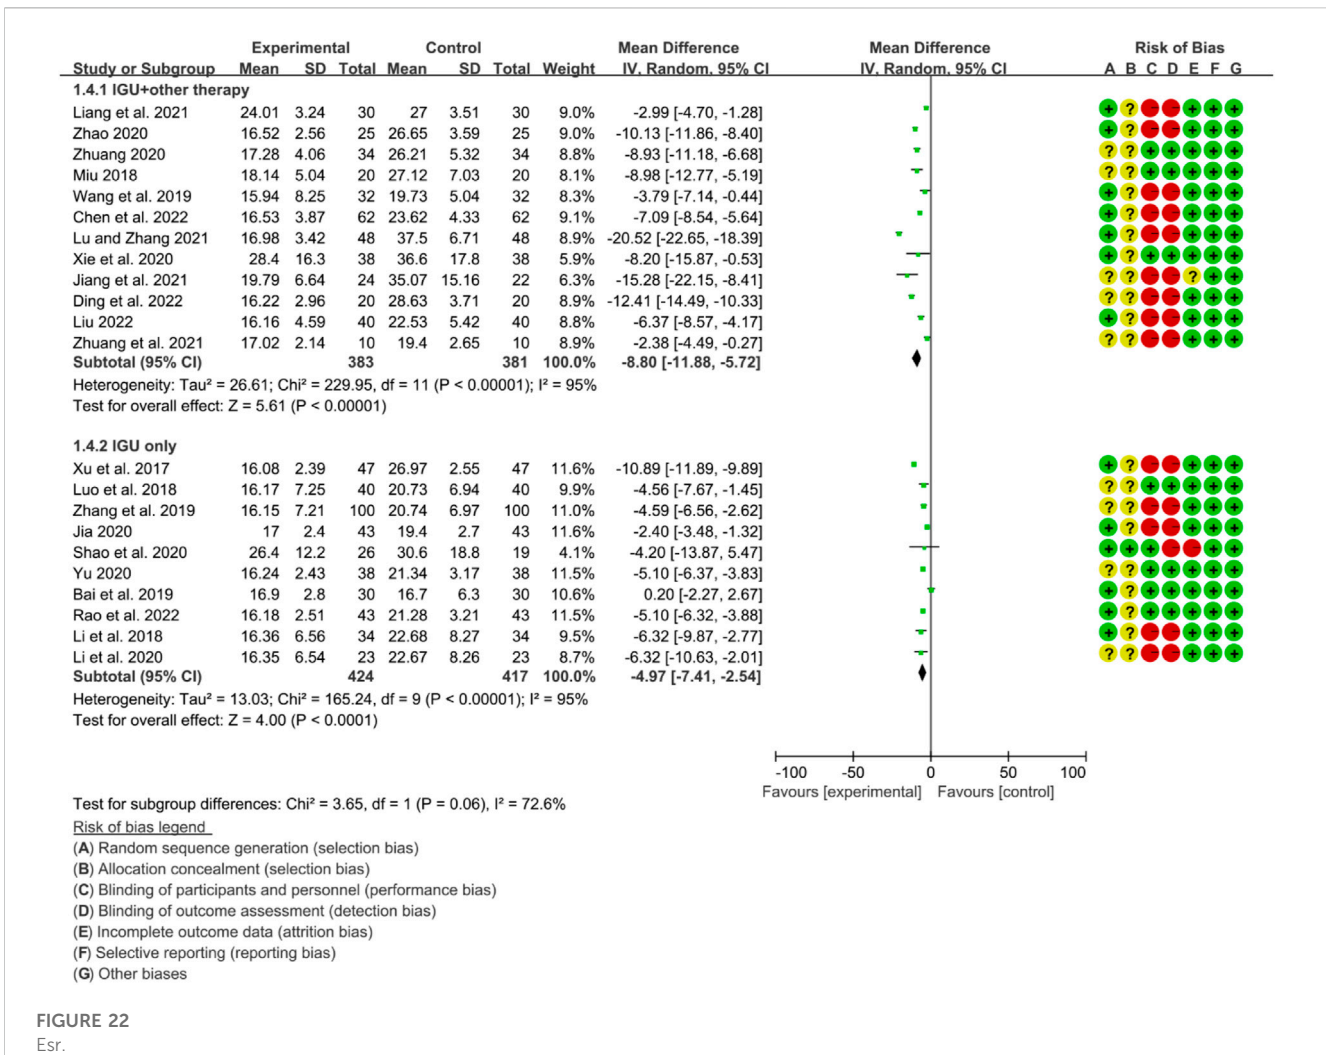 Experimental Control Mean Difference Mean Difference Risk of Bias
Study or Subgroup Mean SD Total Mean SD Total Weight IV, Random, 95% CI IV, Random, 95% CI A B C D E F G
1.4.1 IGU+other therapy
Liang et al. 2021 24.01 3.24 30 27 3.51 30 9.0% -2.99 [-4.70, -1.28] + ? - - + + +
Zhao 2020 16.52 2.56 25 26.65 3.59 25 9.0% -10.13 [-11.86, -8.40] + ? - - + + +
Zhuang 2020 17.28 4.06 34 26.21 5.32 34 8.8% -8.93 [-11.18, -6.68] ? ? + + + + +
Miu 2018 18.14 5.04 20 27.12 7.03 20 8.1% -8.98 [-12.77, -5.19] ? ? + + + + +
Wang et al. 2019 15.94 8.25 32 19.73 5.04 32 8.3% -3.79 [-7.14, -0.44] + ? - - + + +
Chen et al. 2022 16.53 3.87 62 23.62 4.33 62 9.1% -7.09 [-8.54, -5.64] + ? - - + + +
Lu and Zhang 2021 16.98 3.42 48 37.5 6.71 48 8.9% -20.52 [-22.65, -18.39] + ? - - + + +
Xie et al. 2020 28.4 16.3 38 36.6 17.8 38 5.9% -8.20 [-15.87, -0.53] + ? + + + + +
Jiang et al. 2021 19.79 6.64 24 35.07 15.16 22 6.3% -15.28 [-22.15, -8.41] ? ? - - ? + +
Ding et al. 2022 16.22 2.96 20 28.63 3.71 20 8.9% -12.41 [-14.49, -10.33] ? ? - - + + +
Liu 2022 16.16 4.59 40 22.53 5.42 40 8.8% -6.37 [-8.57, -4.17] + ? - - + + +
Zhuang et al. 2021 17.02 2.14 10 19.4 2.65 10 8.9% -2.38 [-4.49, -0.27] ? ? - - + + +
Subtotal (95% CI) 383 381 100.0% -8.80 [-11.88, -5.72]
Heterogeneity: Tau² = 26.61; Chi² = 229.95, df = 11 (P < 0.00001); I² = 95%
Test for overall effect: Z = 5.61 (P < 0.00001)
1.4.2 IGU only
Xu et al. 2017 16.08 2.39 47 26.97 2.55 47 11.6% -10.89 [-11.89, -9.89] + ? - - + + +
Luo et al. 2018 16.17 7.25 40 20.73 6.94 40 9.9% -4.56 [-7.67, -1.45] ? ? + + + + +
Zhang et al. 2019 16.15 7.21 100 20.74 6.97 100 11.0% -4.59 [-6.56, -2.62] ? ? - - + + +
Jia 2020 17 2.4 43 19.4 2.7 43 11.6% -2.40 [-3.48, -1.32] + ? - - + + +
Shao et al. 2020 26.4 12.2 26 30.6 18.8 19 4.1% -4.20 [-13.87, 5.47] + + + - - + +
Yu 2020 16.24 2.43 38 21.34 3.17 38 11.5% -5.10 [-6.37, -3.83] ? ? + + + + +
Bai et al. 2019 16.9 2.8 30 16.7 6.3 30 10.6% 0.20 [-2.27, 2.67] + ? + + + + +
Rao et al. 2022 16.18 2.51 43 21.28 3.21 43 11.5% -5.10 [-6.32, -3.88] + ? + + + + +
Li et al. 2018 16.36 6.56 34 22.68 8.27 34 9.5% -6.32 [-9.87, -2.77] + ? - - + + +
Li et al. 2020 16.35 6.54 23 22.67 8.26 23 8.7% -6.32 [-10.63, -2.01] ? ? - - + + +
Subtotal (95% CI) 424 417 100.0% -4.97 [-7.41, -2.54]
Heterogeneity: Tau² = 13.03; Chi² = 165.24, df = 9 (P < 0.00001); I² = 95%
Test for overall effect: Z = 4.00 (P < 0.0001)
-100 -50 0 50 100
Favours [experimental] Favours [control]
Test for subgroup differences: Chi² = 3.65, df = 1 (P = 0.06), I² = 72.6%
Risk of bias legend
(A) Random sequence generation (selection bias)
(B) Allocation concealment (selection bias)
(C) Blinding of participants and personnel (performance bias)
(D) Blinding of outcome assessment (detection bias)
(E) Incomplete outcome data (attrition bias)
(F) Selective reporting (reporting bias)
(G) Other biases
FIGURE 22
Esr.